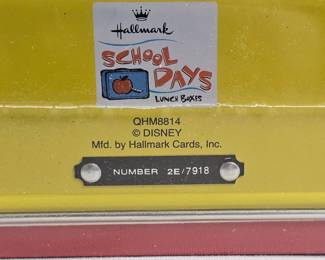 Hallmark
SCHOOL
DAYS
LUNCH BOXES
QHM8814
© DISNEY
Mfd. by Hallmark Cards, Inc.
NUMBER 2E/7918